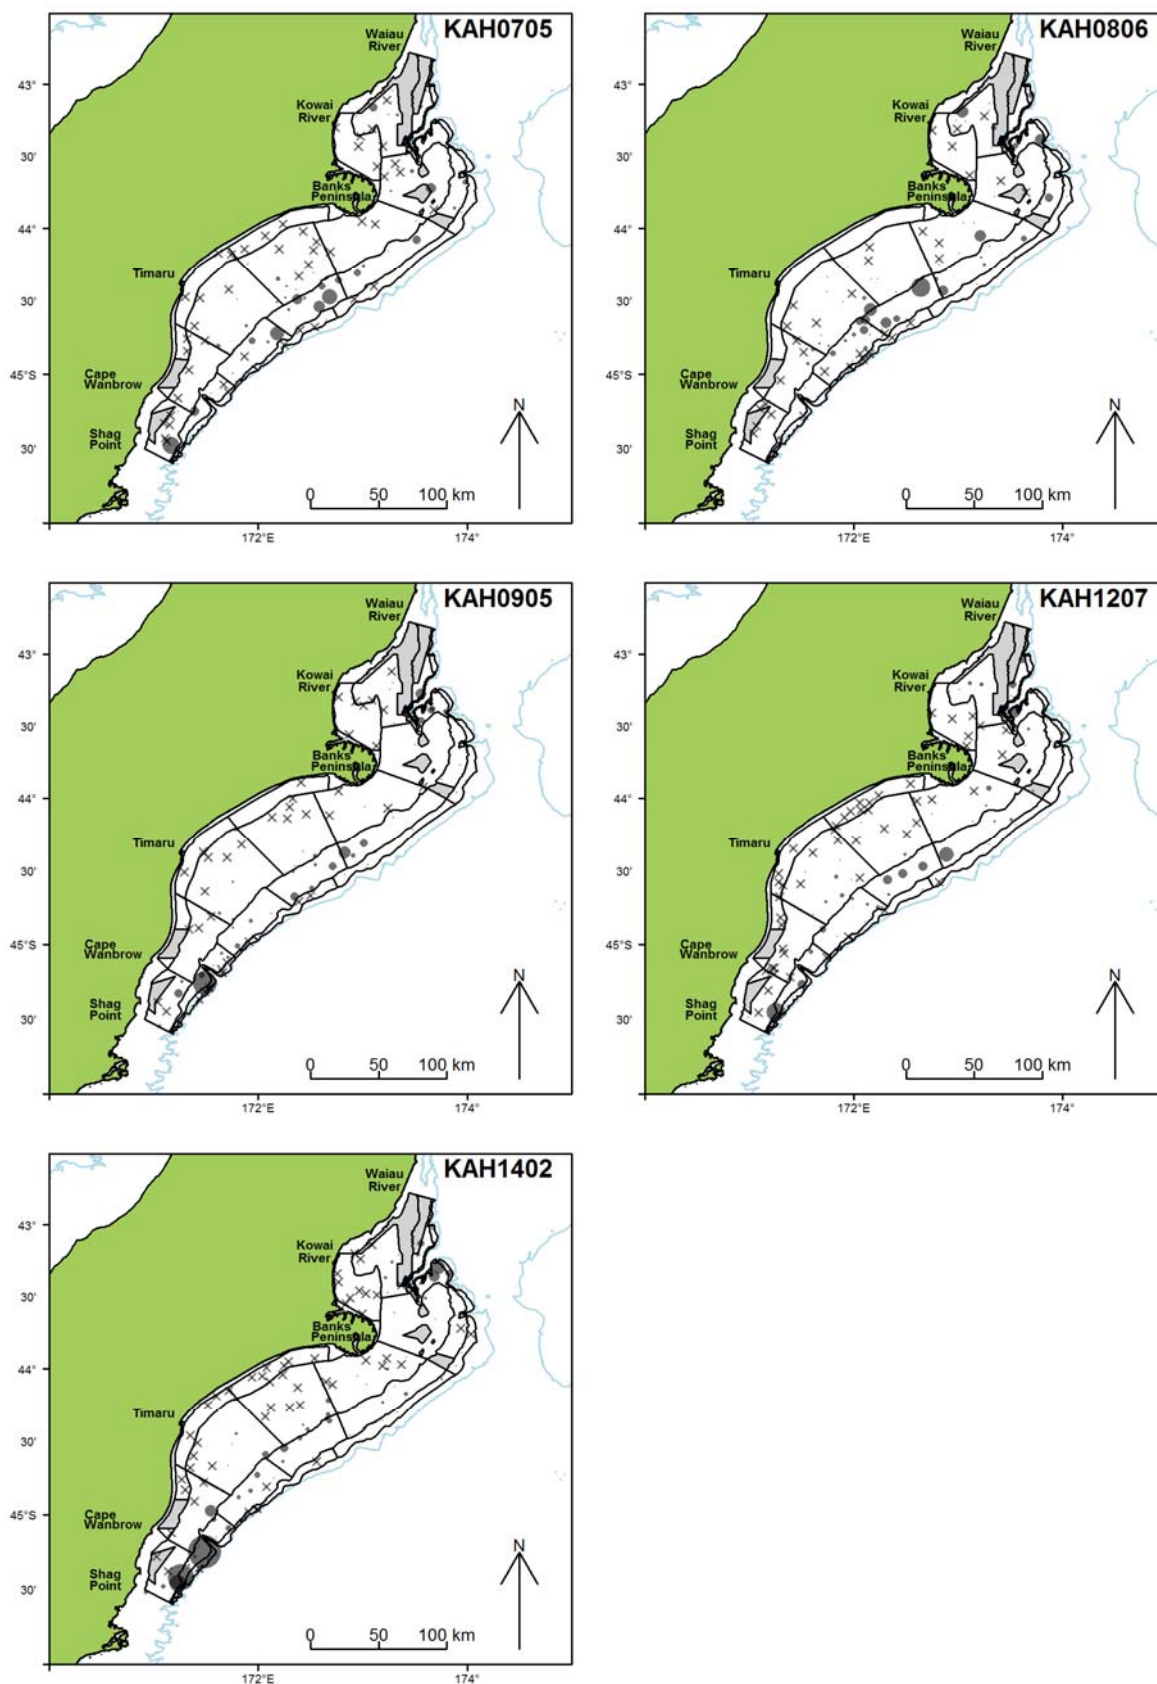 KAH0705
Waiau
River
43°
Kowai
River
30'
Banks
Peninsula
44°
Timaru
30'
Cape
Wanbrow
45°S
Shag
Point
30'
N
0 50 100 km
172°E 174°
KAH0806
Waiau
River
43°
Kowai
River
30'
Banks
Peninsula
44°
Timaru
30'
Cape
Wanbrow
45°S
Shag
Point
30'
N
0 50 100 km
172°E 174°
KAH0905
Waiau
River
43°
Kowai
River
30'
Banks
Peninsula
44°
Timaru
30'
Cape
Wanbrow
45°S
Shag
Point
30'
N
0 50 100 km
172°E 174°
KAH1207
Waiau
River
43°
Kowai
River
30'
Banks
Peninsula
44°
Timaru
30'
Cape
Wanbrow
45°S
Shag
Point
30'
N
0 50 100 km
172°E 174°
KAH1402
Waiau
River
43°
Kowai
River
30'
Banks
Peninsula
44°
Timaru
30'
Cape
Wanbrow
45°S
Shag
Point
30'
N
0 50 100 km
172°E 174°